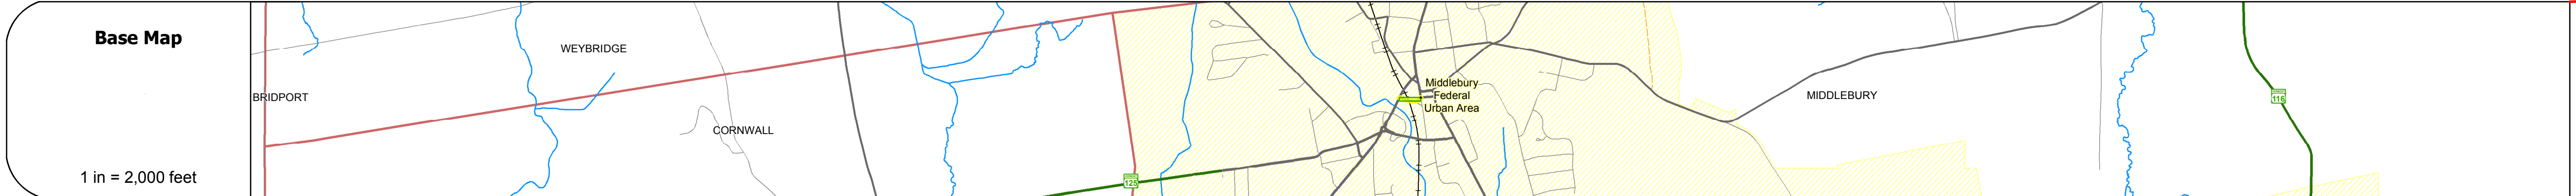 Base Map
1 in = 2,000 feet
WEYBRIDGE
BRIDPORT
CORNWALL
125
Middlebury
Federal
Urban Area
MIDDLEBURY
116